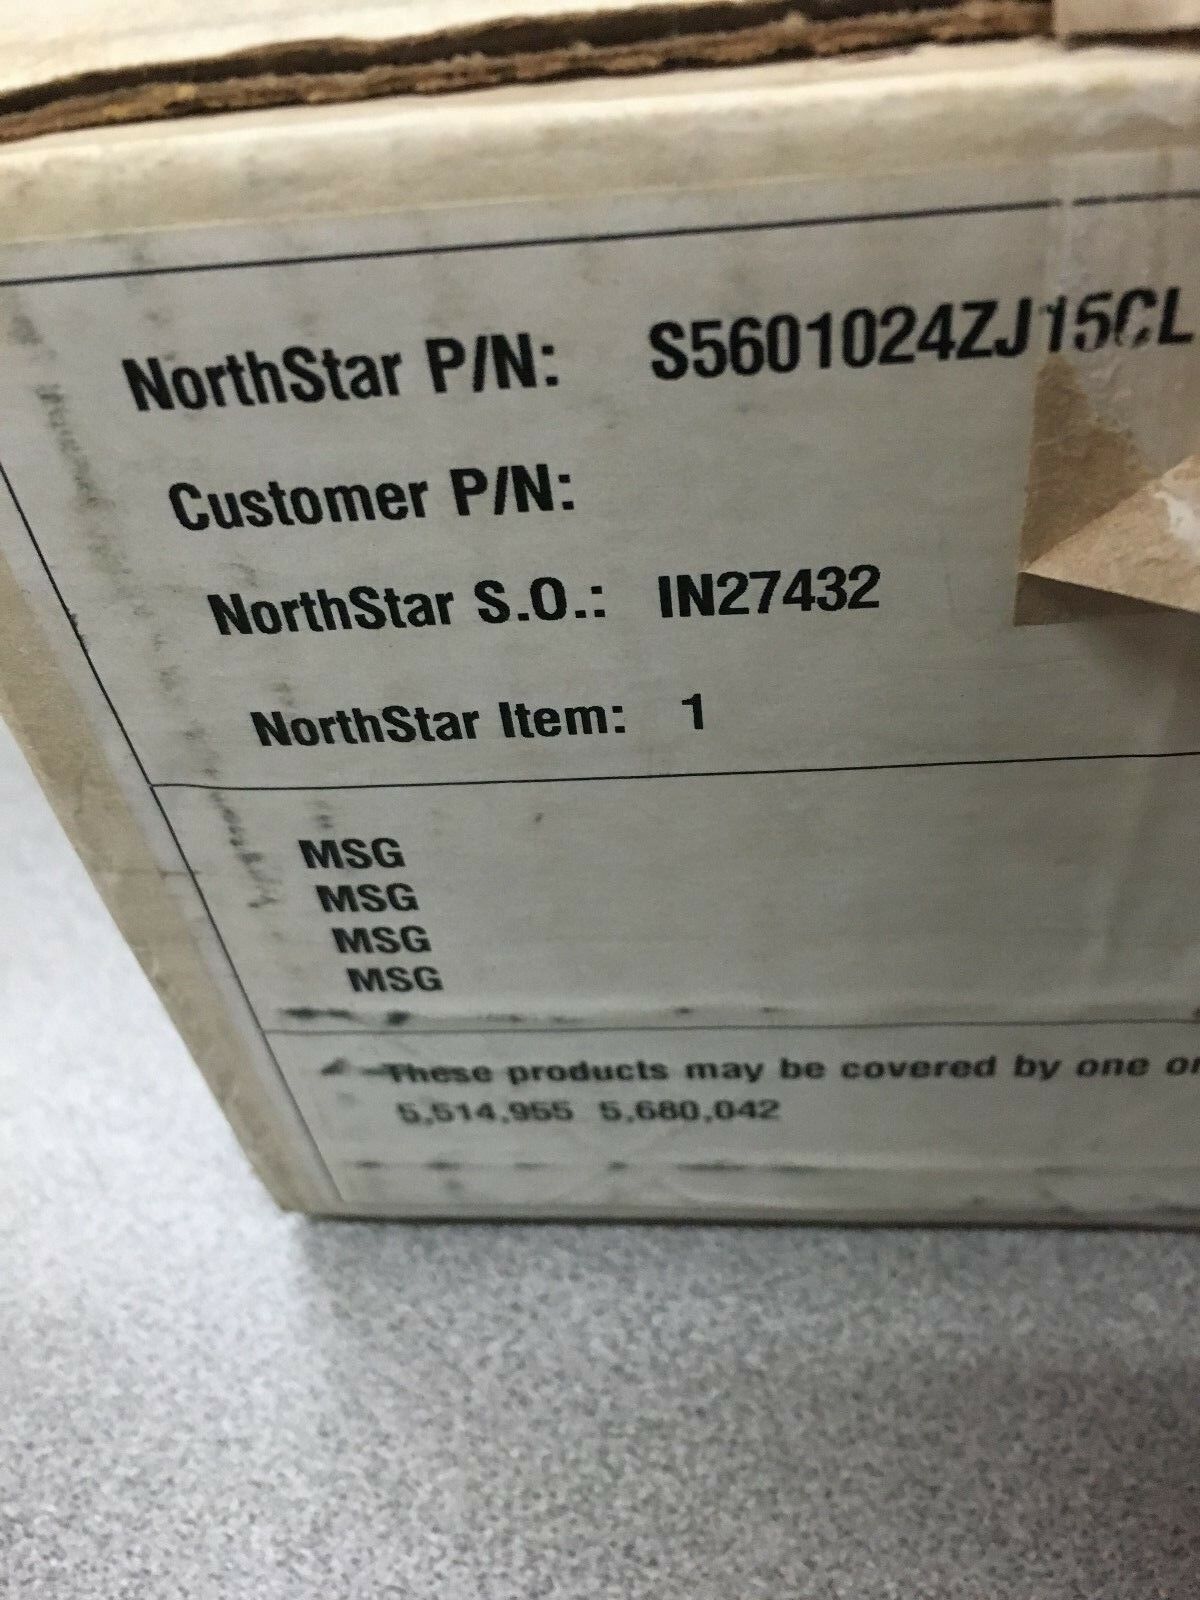 NorthStar P/N: S5601024ZJ15CL
Customer P/N:
NorthStar S.O.: IN27432
NorthStar Item: 1
MSG
MSG
MSG
MSG
These products may be covered by one or
5,514,955 5,680,042